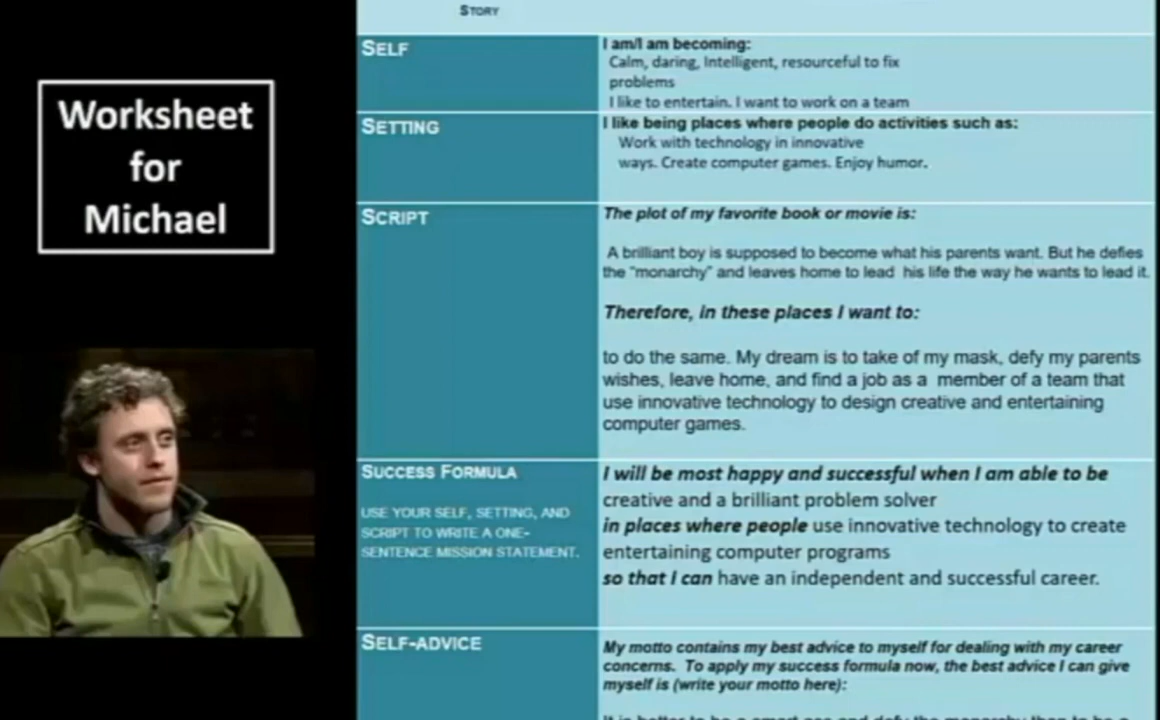 Worksheet
for
Michael
STORY
SELF
I am/I am becoming:
Calm, daring, Intelligent, resourceful to fix
problems
I like to entertain. I want to work on a team
SETTING
I like being places where people do activities such as:
Work with technology in innovative
ways. Create computer games. Enjoy humor.
SCRIPT
The plot of my favorite book or movie is:
A brilliant boy is supposed to become what his parents want. But he defies
the "monarchy" and leaves home to lead his life the way he wants to lead it.
Therefore, in these places I want to:
to do the same. My dream is to take of my mask, defy my parents
wishes, leave home, and find a job as a member of a team that
use innovative technology to design creative and entertaining
computer games.
SUCCESS FORMULA
USE YOUR SELF, SETTING, AND
SCRIPT TO WRITE A ONE-
SENTENCE MISSION STATEMENT.
I will be most happy and successful when I am able to be
creative and a brilliant problem solver
in places where people use innovative technology to create
entertaining computer programs
so that I can have an independent and successful career.
SELF-ADVICE
My motto contains my best advice to myself for dealing with my career
concerns. To apply my success formula now, the best advice I can give
myself is (write your motto here):